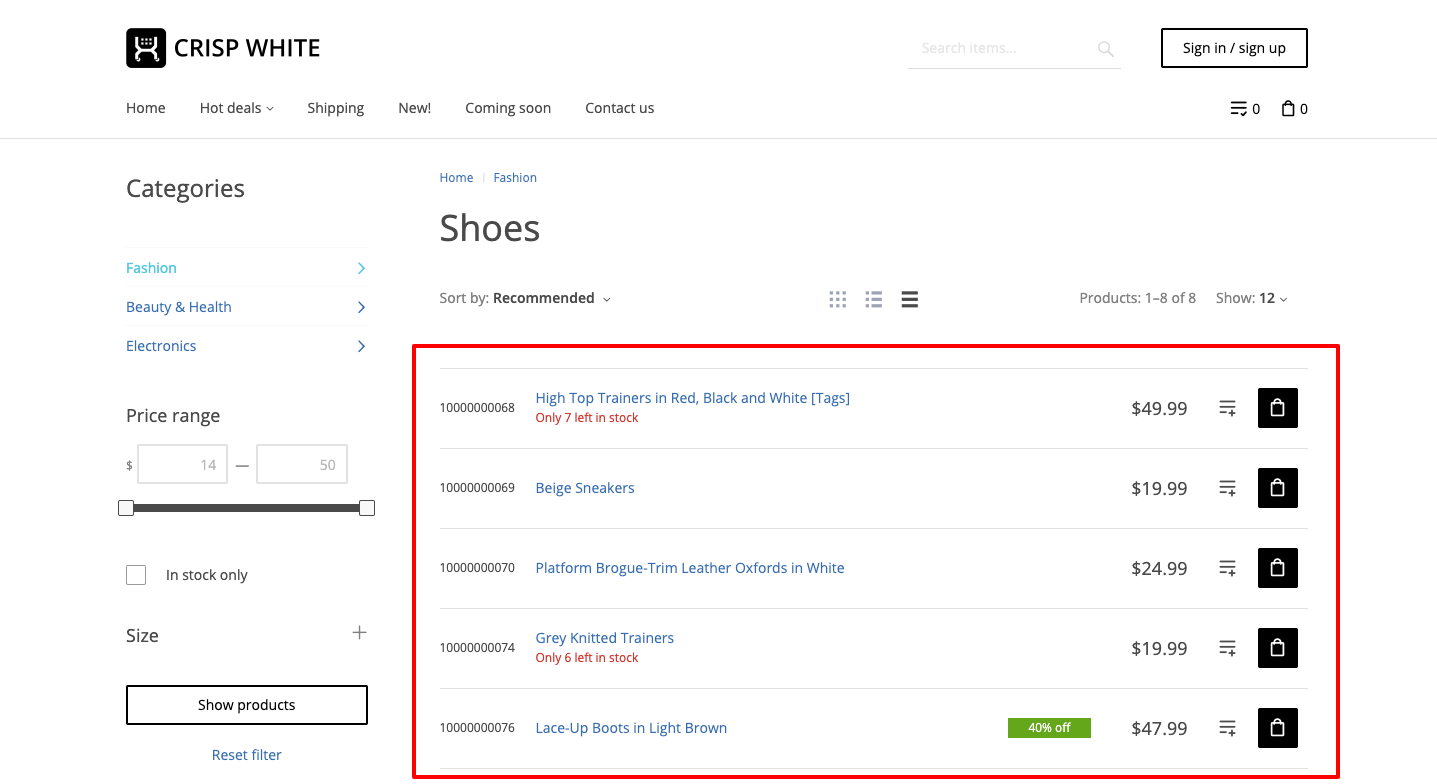 CRISP WHITE
Search items...
Sign in / sign up
Home
Hot deals
Shipping
New!
Coming soon
Contact us
0
0
Categories
Fashion
Beauty & Health
Electronics
Price range
$ 14 — 50
In stock only
Size
Show products
Reset filter
Home
Fashion
Shoes
Sort by: Recommended
Products: 1–8 of 8
Show: 12
10000000068
High Top Trainers in Red, Black and White [Tags]
Only 7 left in stock
$49.99
10000000069
Beige Sneakers
$19.99
10000000070
Platform Brogue-Trim Leather Oxfords in White
$24.99
10000000074
Grey Knitted Trainers
Only 6 left in stock
$19.99
10000000076
Lace-Up Boots in Light Brown
40% off
$47.99